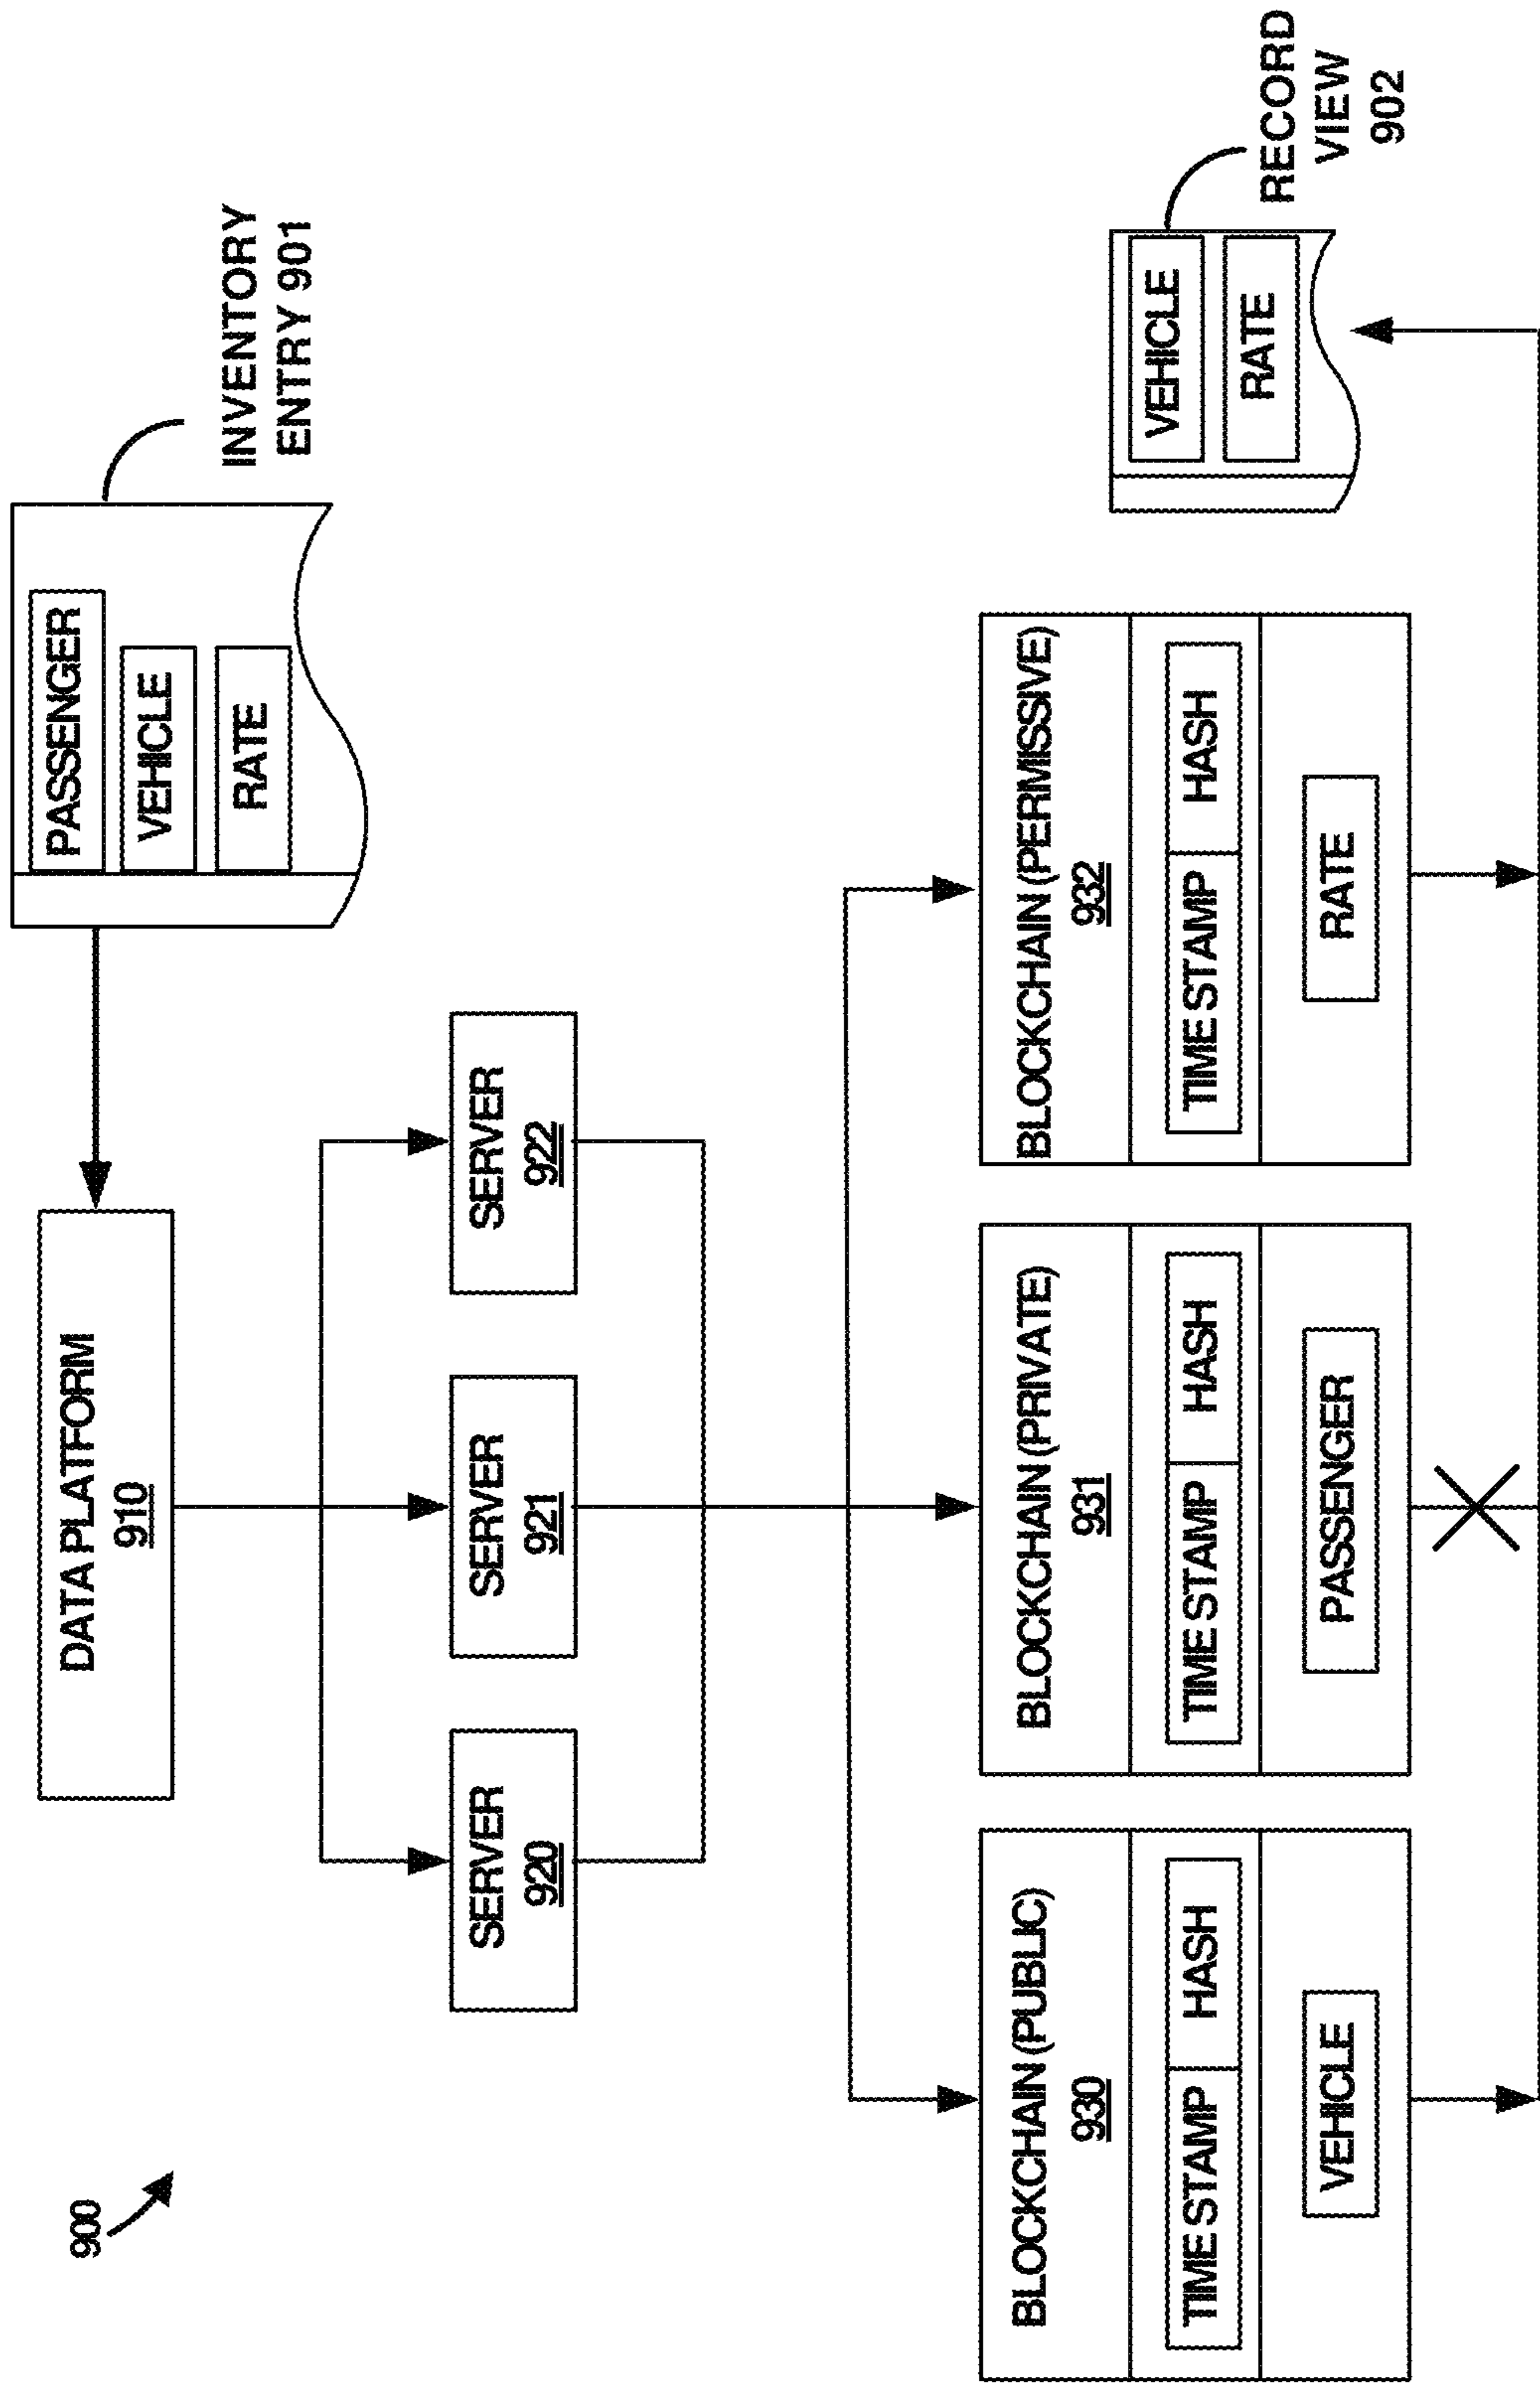 900
DATA PLATFORM
910
PASSENGER
VEHICLE
RATE
INVENTORY
ENTRY 901
SERVER
920
SERVER
921
SERVER
922
BLOCKCHAIN (PUBLIC)
930
TIME STAMP HASH
VEHICLE
BLOCKCHAIN (PRIVATE)
931
TIME STAMP HASH
PASSENGER
BLOCKCHAIN (PERMISSIVE)
932
TIME STAMP HASH
RATE
VEHICLE
RATE
RECORD
VIEW
902